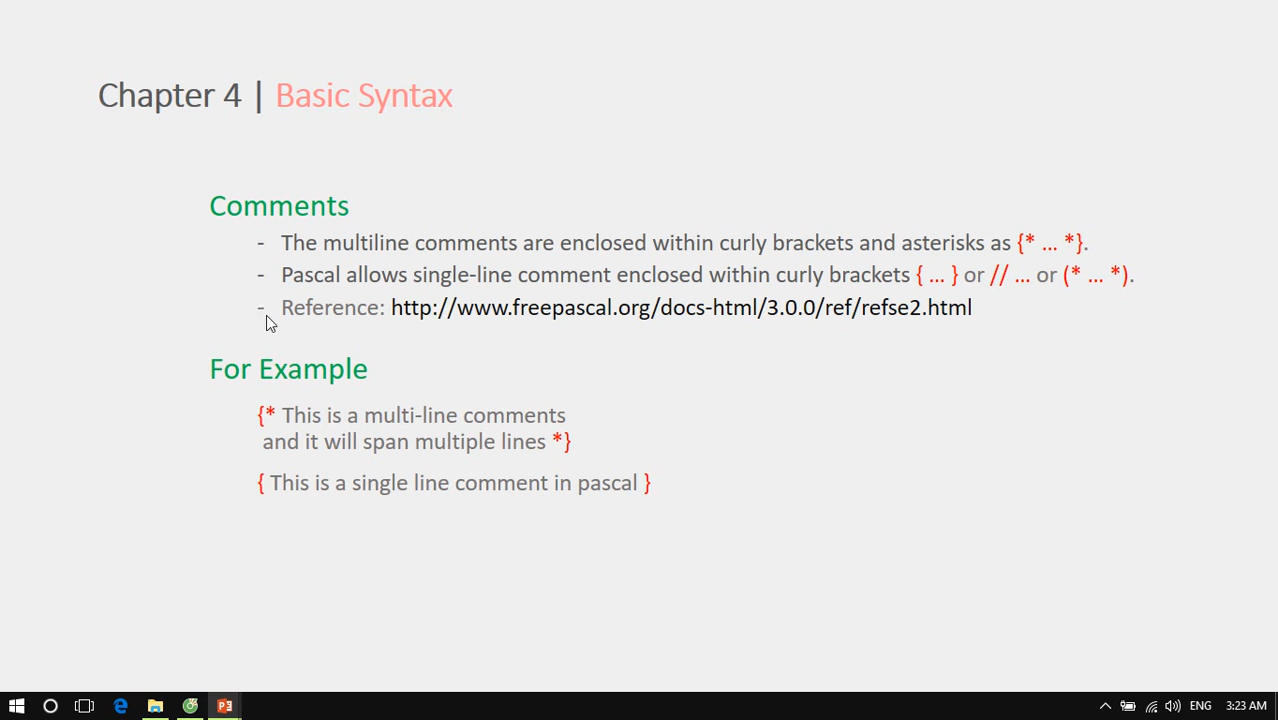 Chapter 4 | Basic Syntax
Comments
- The multiline comments are enclosed within curly brackets and asterisks as {* ... *}.
- Pascal allows single-line comment enclosed within curly brackets { ... } or // ... or (* ... *).
- Reference: http://www.freepascal.org/docs-html/3.0.0/ref/refse2.html
For Example
{* This is a multi-line comments
and it will span multiple lines *}
{ This is a single line comment in pascal }
ENG
3:23 AM